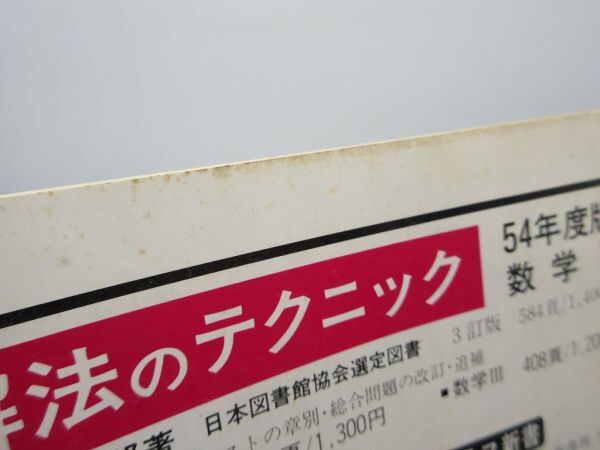 解法のテクニック
54年度版
数学
日本図書館協会選定図書
3訂版 584頁/1,400
トの章別・総合問題の改訂・追補
■数学III 408頁/1,200
頁/1,300円